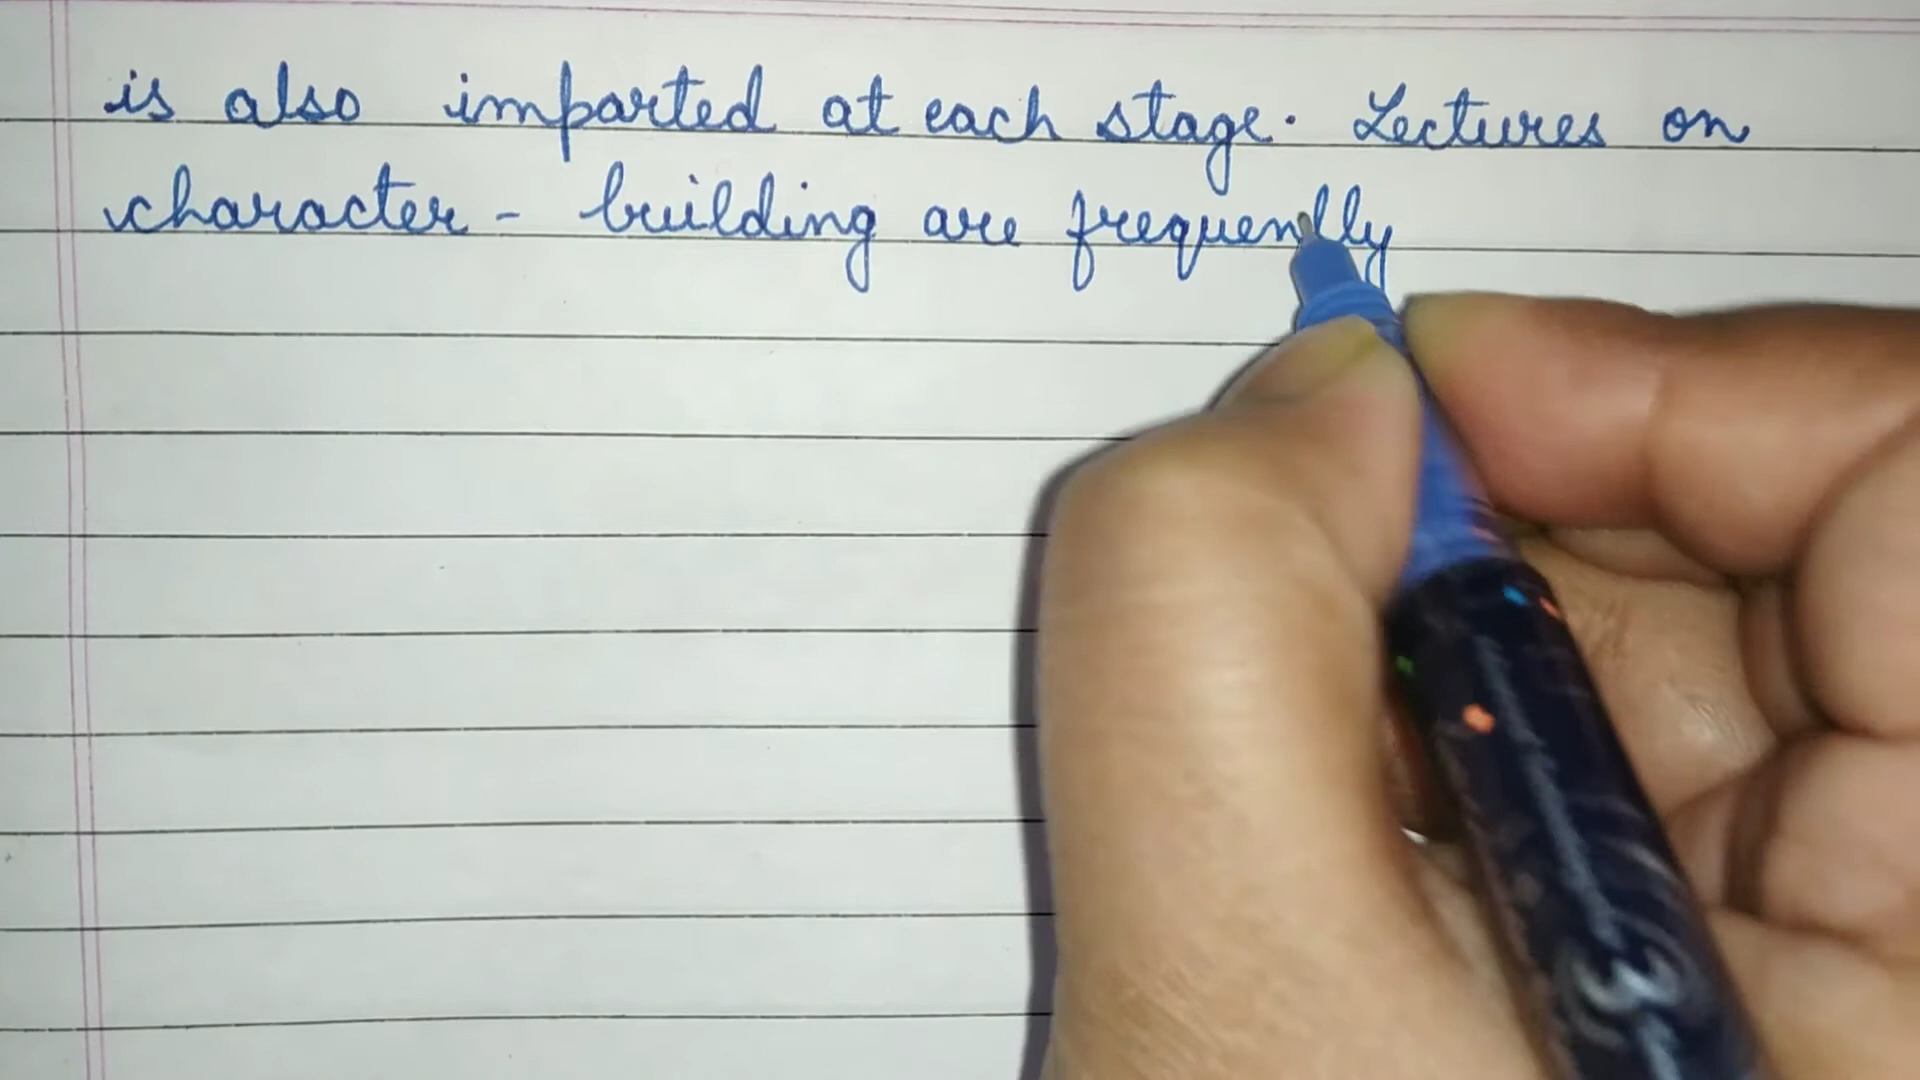 is also imparted at each stage. Lectures on
character - building are frequently